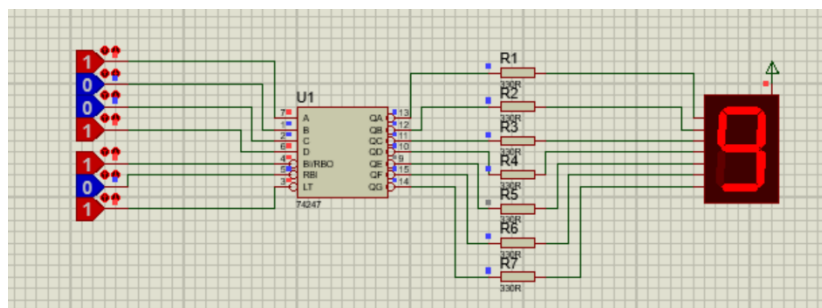 1
0
0
1
1
0
1
U1
7 A QA 13
1 B QB 12
2 C QC 11
6 D QD 10
4 BI/RBO QE 9
5 RBI QF 15
3 LT QG 14
74247
R1
330R
R2
330R
R3
330R
R4
330R
R5
330R
R6
330R
R7
330R
9